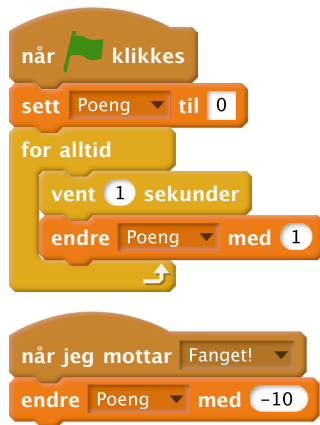 når klikkes
sett Poeng til 0
for alltid
vent 1 sekunder
endre Poeng med 1
når jeg mottar Fanget!
endre Poeng med -10